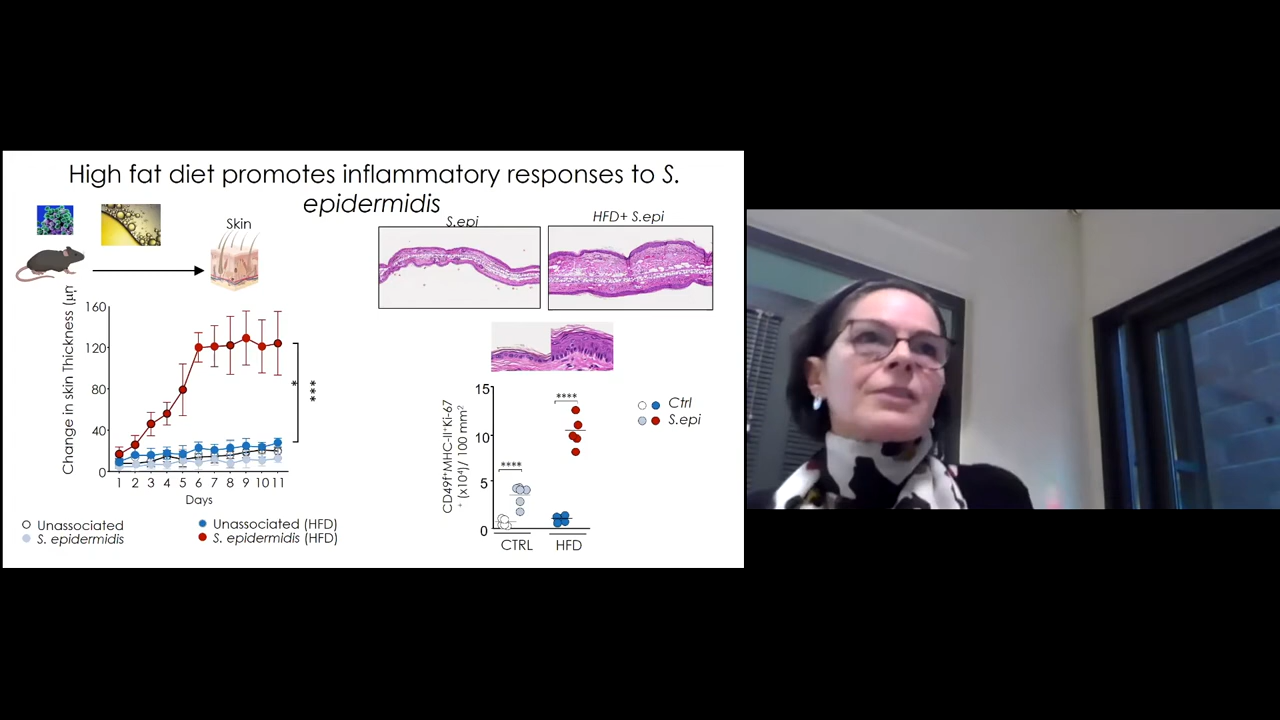 High fat diet promotes inflammatory responses to S.
epidermidis
Skin
S.epi
HFD+ S.epi
Change in skin Thickness (µm
160
120
80
40
0
1 2 3 4 5 6 7 8 9 10 11
Days
*
***
Unassociated
S. epidermidis
Unassociated (HFD)
S. epidermidis (HFD)
CD49f⁺MHC-II⁺Ki-67
⁺ (x10⁴)/ 100 mm²
15
10
5
0
****
****
CTRL
HFD
Ctrl
S.epi